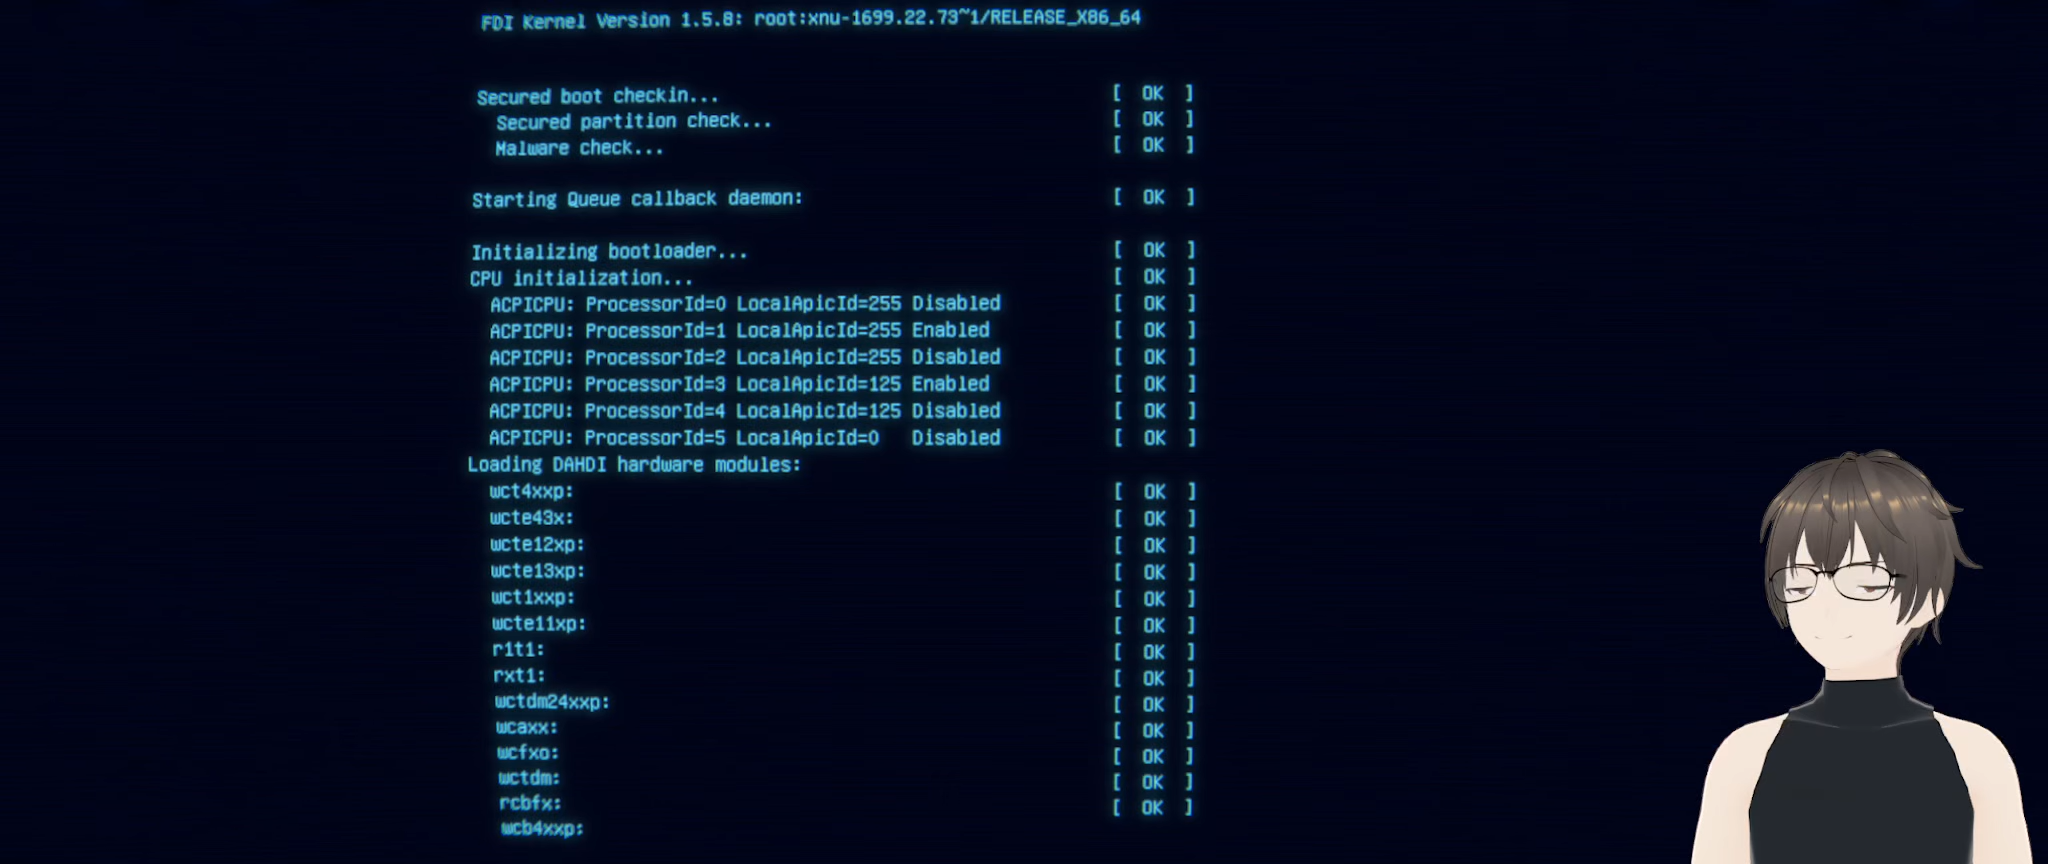 FDI Kernel Version 1.5.8: root:xnu-1699.22.73~1/RELEASE_X86_64
Secured boot checkin... [ OK ]
Secured partition check... [ OK ]
Malware check... [ OK ]
Starting Queue callback daemon: [ OK ]
Initializing bootloader... [ OK ]
CPU initialization... [ OK ]
ACPICPU: ProcessorId=0 LocalApicId=255 Disabled [ OK ]
ACPICPU: ProcessorId=1 LocalApicId=255 Enabled [ OK ]
ACPICPU: ProcessorId=2 LocalApicId=255 Disabled [ OK ]
ACPICPU: ProcessorId=3 LocalApicId=125 Enabled [ OK ]
ACPICPU: ProcessorId=4 LocalApicId=125 Disabled [ OK ]
ACPICPU: ProcessorId=5 LocalApicId=0 Disabled [ OK ]
Loading DAHDI hardware modules:
wct4xxp: [ OK ]
wcte43x: [ OK ]
wcte12xp: [ OK ]
wcte13xp: [ OK ]
wct1xxp: [ OK ]
wcte11xp: [ OK ]
r1t1: [ OK ]
rxt1: [ OK ]
wctdm24xxp: [ OK ]
wcaxx: [ OK ]
wcfxo: [ OK ]
wctdm: [ OK ]
rcbfx: [ OK ]
wcb4xxp: